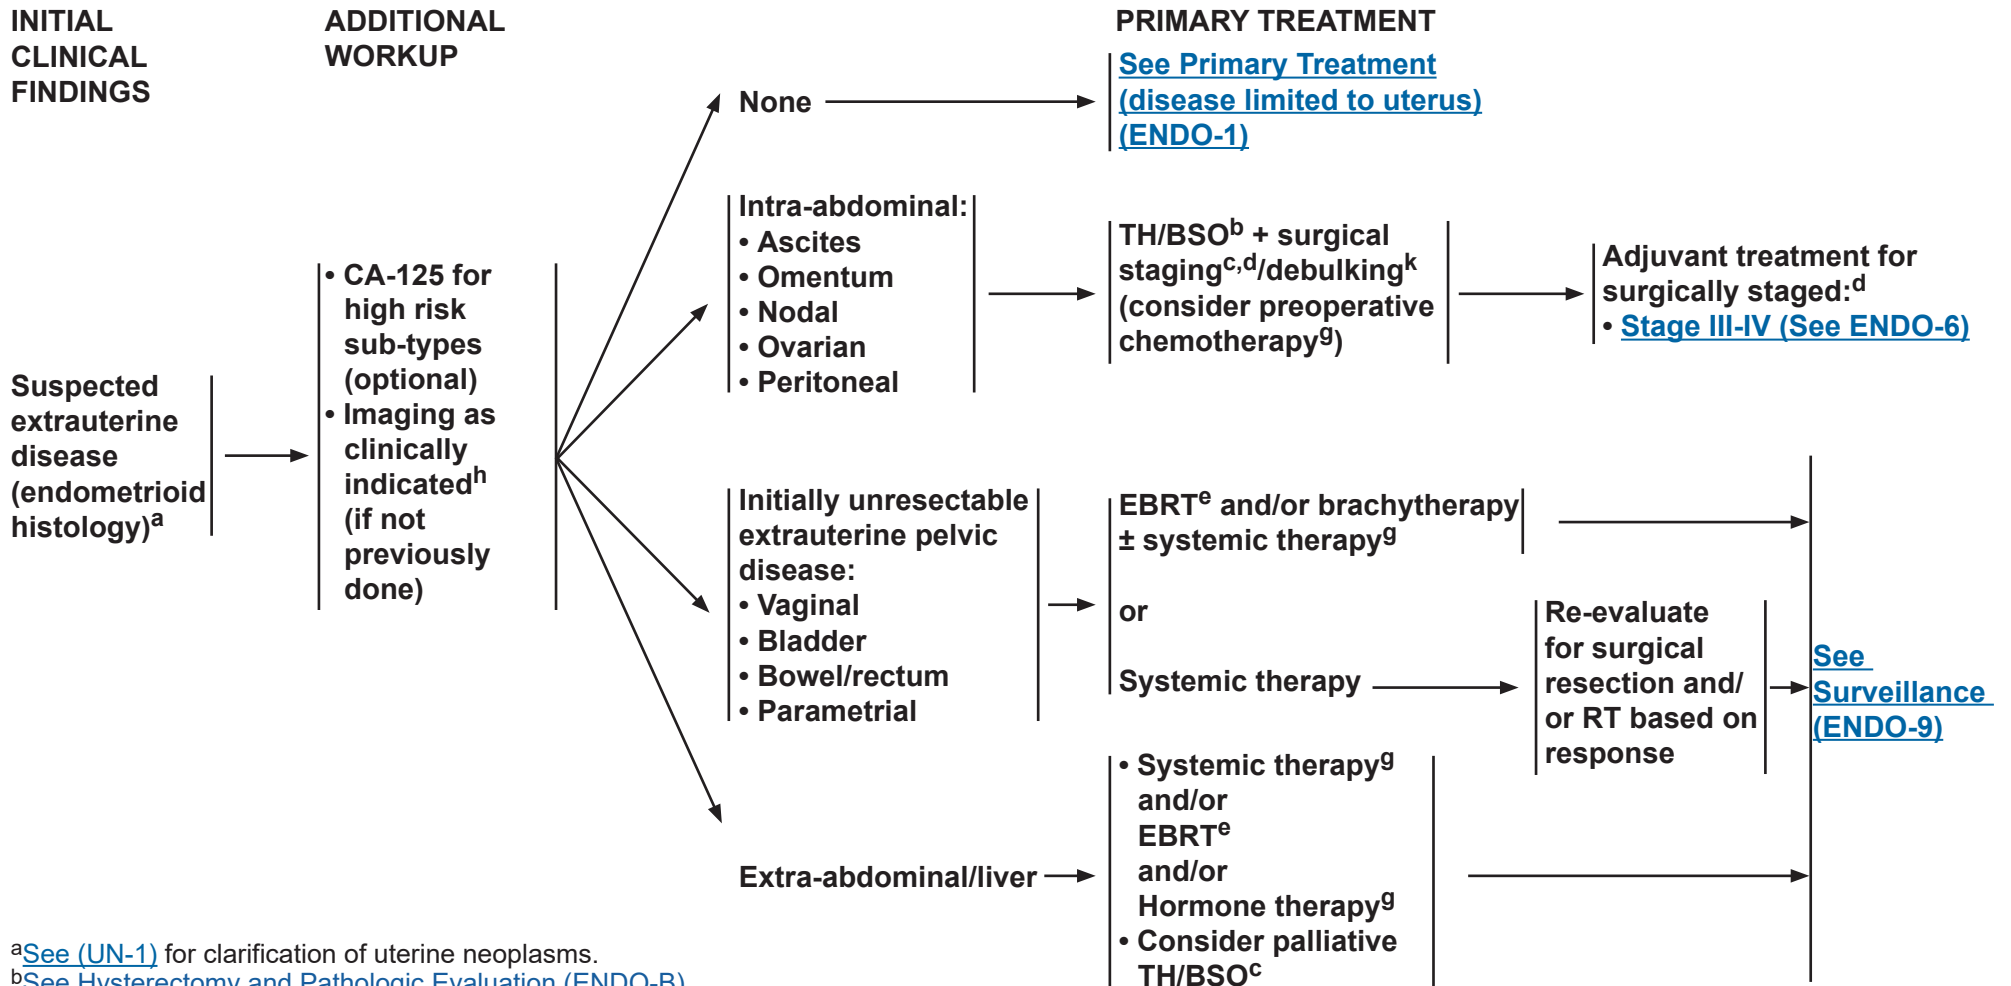 INITIAL
CLINICAL
FINDINGS
ADDITIONAL
WORKUP
PRIMARY TREATMENT
Suspected
extrauterine
disease
(endometrioid
histology)a
• CA-125 for
high risk
sub-types
(optional)
• Imaging as
clinically
indicatedh
(if not
previously
done)
None
See Primary Treatment
(disease limited to uterus)
(ENDO-1)
Intra-abdominal:
• Ascites
• Omentum
• Nodal
• Ovarian
• Peritoneal
TH/BSOb + surgical
stagingc,d/debulkingk
(consider preoperative
chemotherapyg)
Adjuvant treatment for
surgically staged:d
• Stage III-IV (See ENDO-6)
Initially unresectable
extrauterine pelvic
disease:
• Vaginal
• Bladder
• Bowel/rectum
• Parametrial
EBRTe and/or brachytherapy
± systemic therapyg
or
Systemic therapy
Re-evaluate
for surgical
resection and/
or RT based on
response
See
Surveillance
(ENDO-9)
Extra-abdominal/liver
• Systemic therapyg
and/or
EBRTe
and/or
Hormone therapyg
• Consider palliative
TH/BSOc
aSee (UN-1) for clarification of uterine neoplasms.
bSee Hysterectomy and Pathologic Evaluation (ENDO-B)